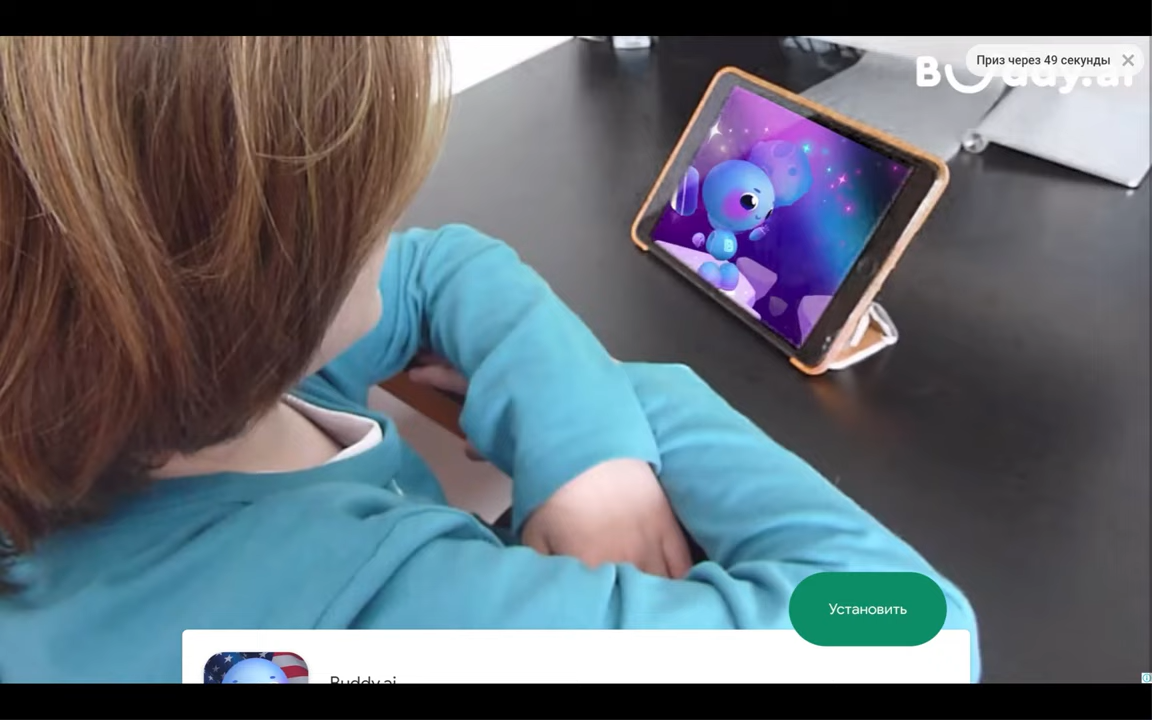 Приз через 49 секунды
Buddy.ai
B
Установить
Buddy.ai